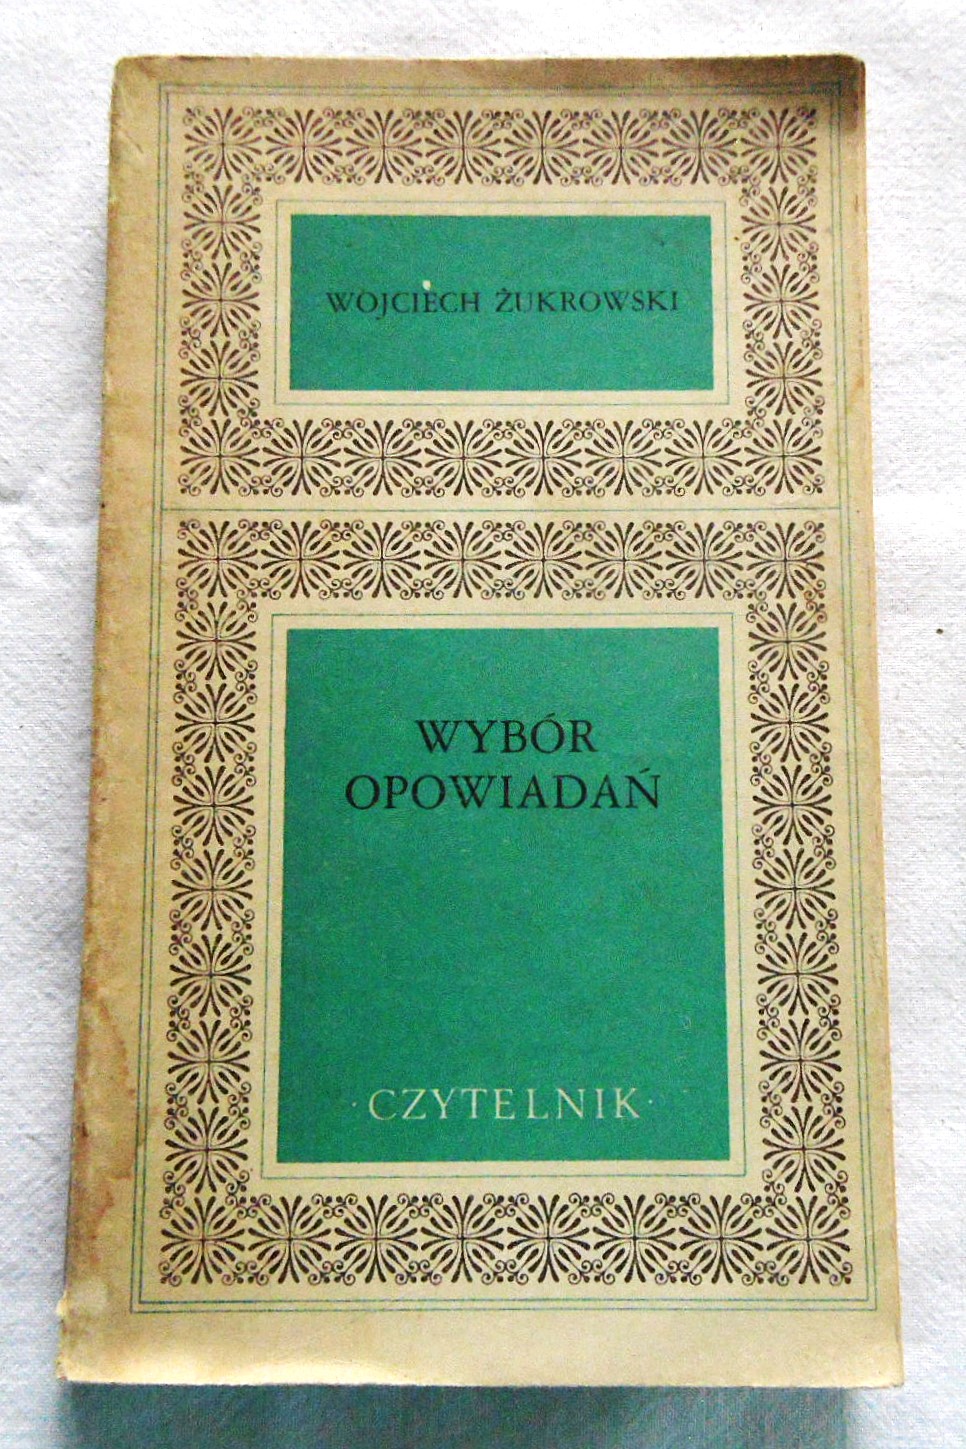 WOJCIECH ŻUKROWSKI
WYBÓR
OPOWIADAŃ
· CZYTELNIK ·